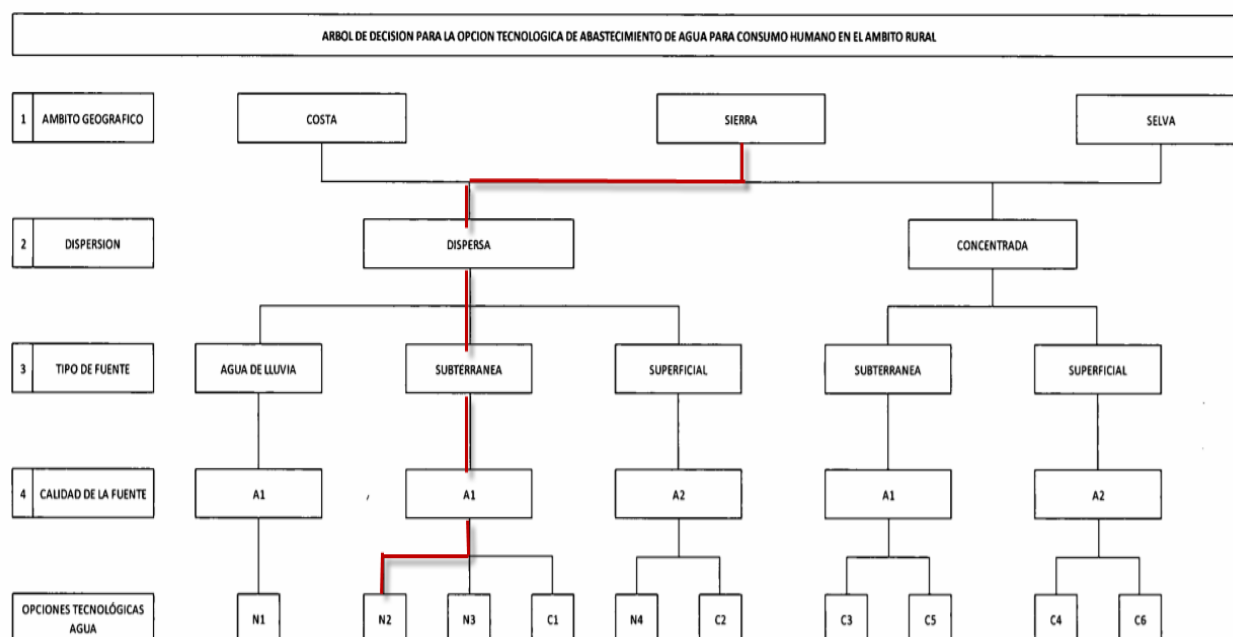 ARBOL DE DECISION PARA LA OPCION TECNOLOGICA DE ABASTECIMIENTO DE AGUA PARA CONSUMO HUMANO EN EL AMBITO RURAL
1 AMBITO GEOGRAFICO COSTA SIERRA SELVA
2 DISPERSION DISPERSA CONCENTRADA
3 TIPO DE FUENTE AGUA DE LLUVIA SUBTERRANEA SUPERFICIAL SUBTERRANEA SUPERFICIAL
4 CALIDAD DE LA FUENTE A1 A1 A2 A1 A2
OPCIONES TECNOLÓGICAS
AGUA
N1 N2 N3 C1 N4 C2 C3 C5 C4 C6